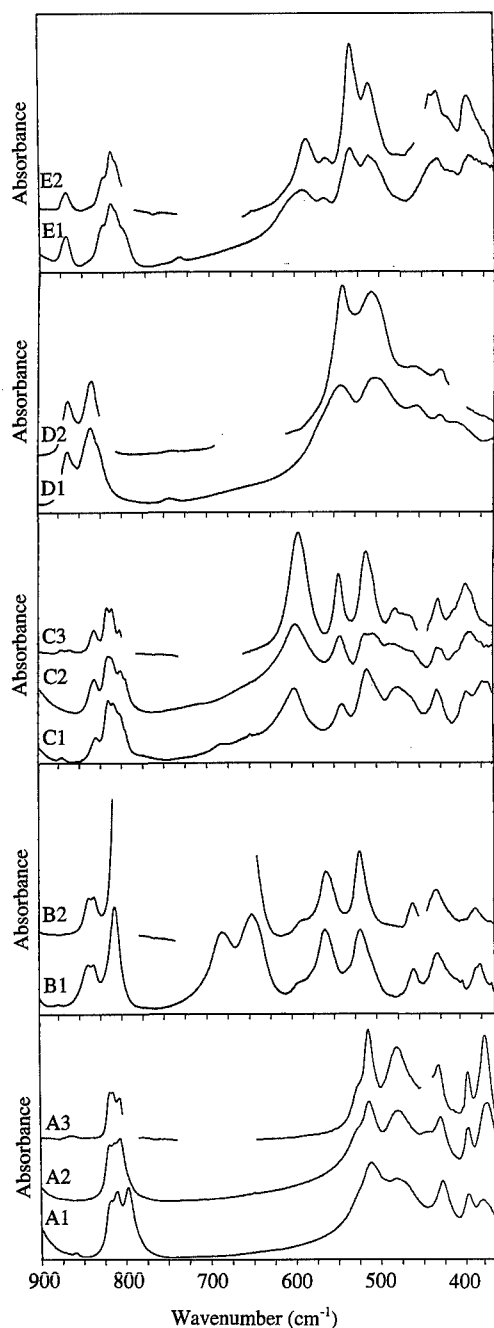 Absorbance
E2
E1
Absorbance
D2
D1
Absorbance
C3
C2
C1
Absorbance
B2
B1
Absorbance
A3
A2
A1
900 800 700 600 500 400
Wavenumber (cm⁻¹)